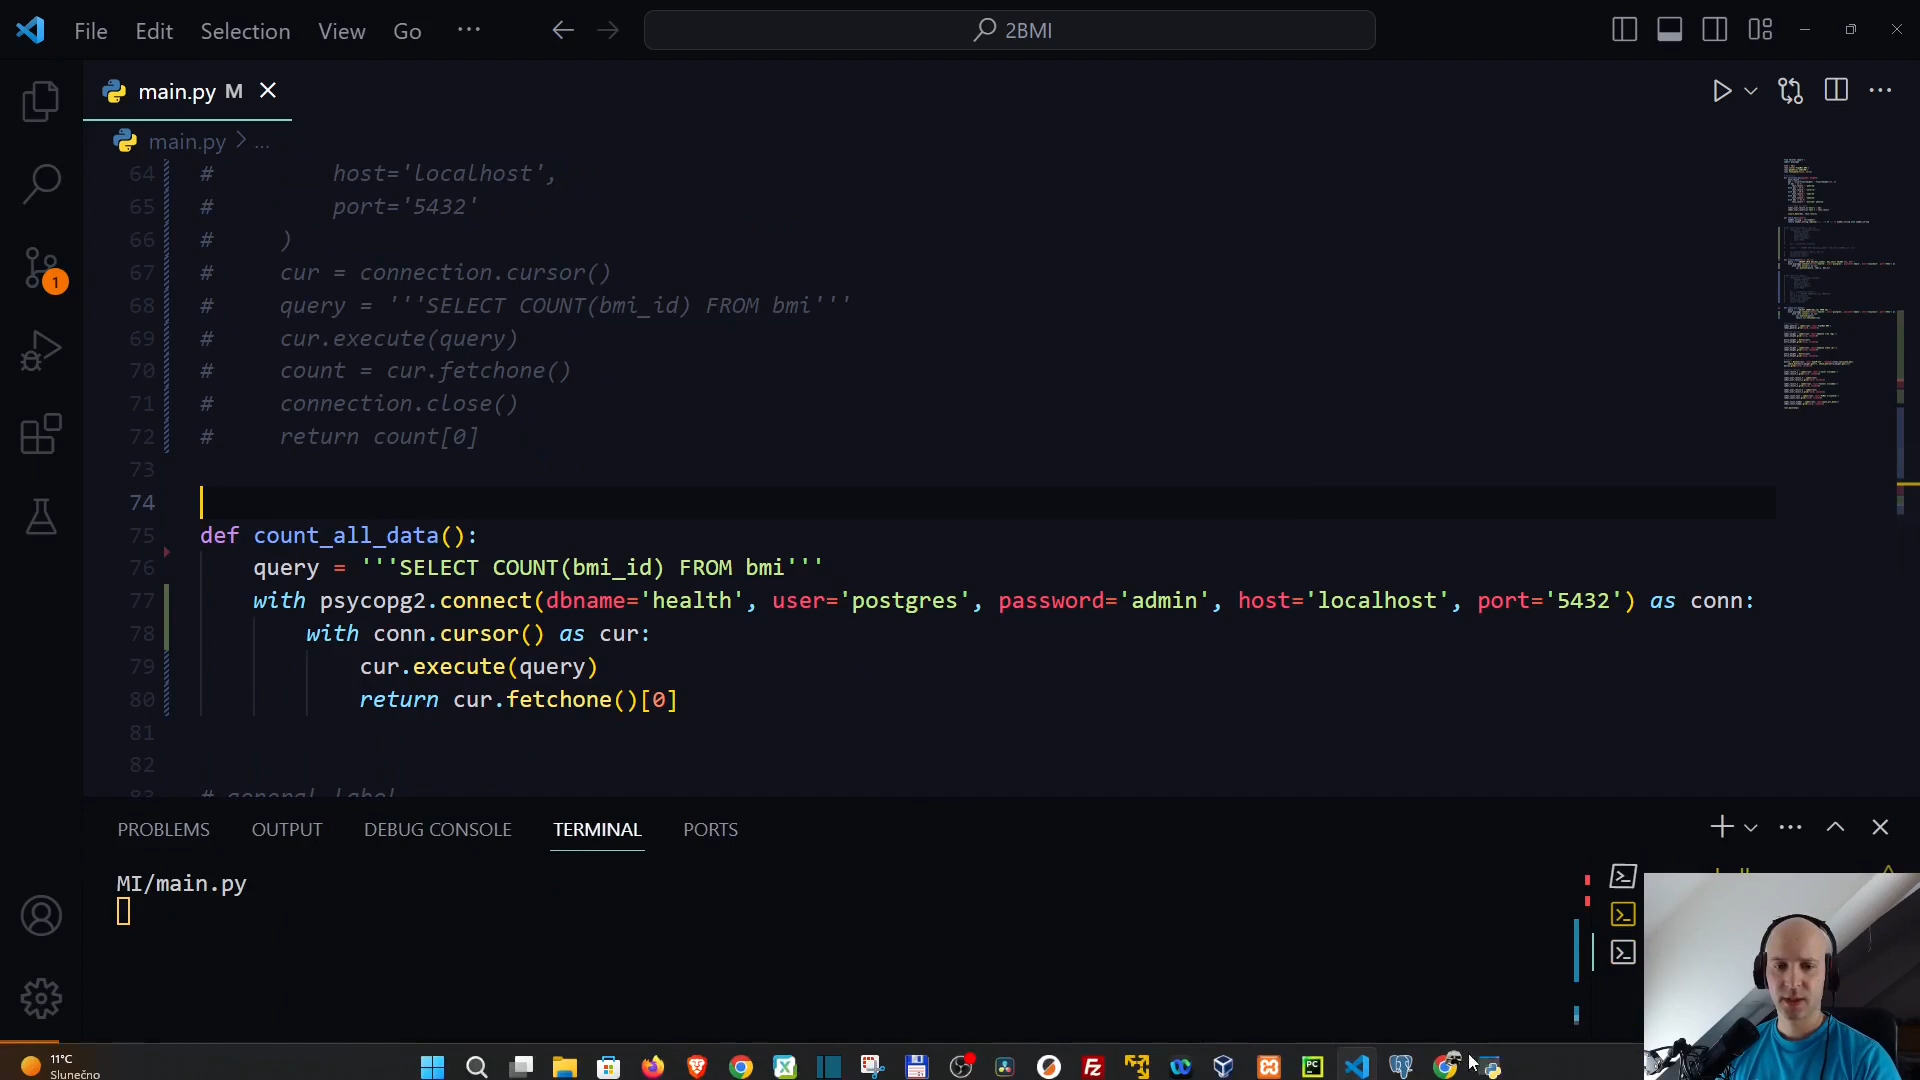 File Edit Selection View Go ... 2BMI
main.py M
main.py > ...
64 # host='localhost',
65 # port='5432'
66 # )
67 # cur = connection.cursor()
68 # query = '''SELECT COUNT(bmi_id) FROM bmi'''
69 # cur.execute(query)
70 # count = cur.fetchone()
71 # connection.close()
72 # return count[0]
73
74
75 def count_all_data():
76 query = '''SELECT COUNT(bmi_id) FROM bmi'''
77 with psycopg2.connect(dbname='health', user='postgres', password='admin', host='localhost', port='5432') as conn:
78 with conn.cursor() as cur:
79 cur.execute(query)
80 return cur.fetchone()[0]
81
82
83 # general label
1
PROBLEMS OUTPUT DEBUG CONSOLE TERMINAL PORTS
MI/main.py
11°C
Slunečno